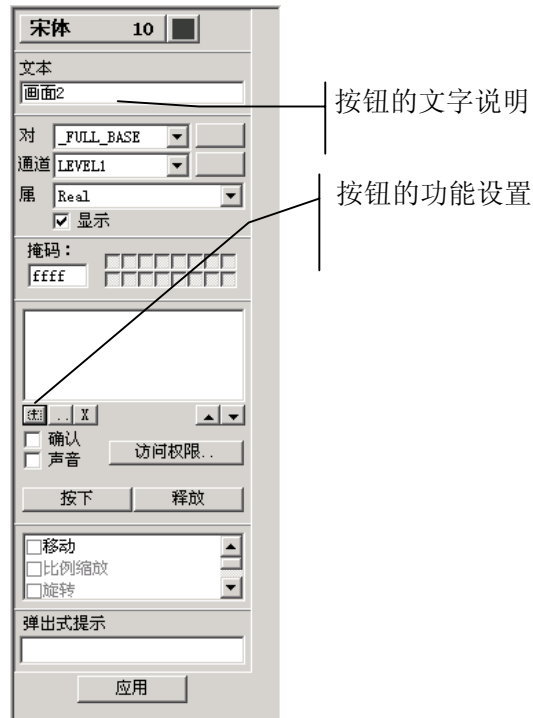 宋体 10
文本
画面2
按钮的文字说明
对 _FULL_BASE
通道 LEVEL1
属 Real
按钮的功能设置
显示
掩码：
ffff
.. X
确认
声音
访问权限..
按下 释放
移动
比例缩放
旋转
弹出式提示
应用